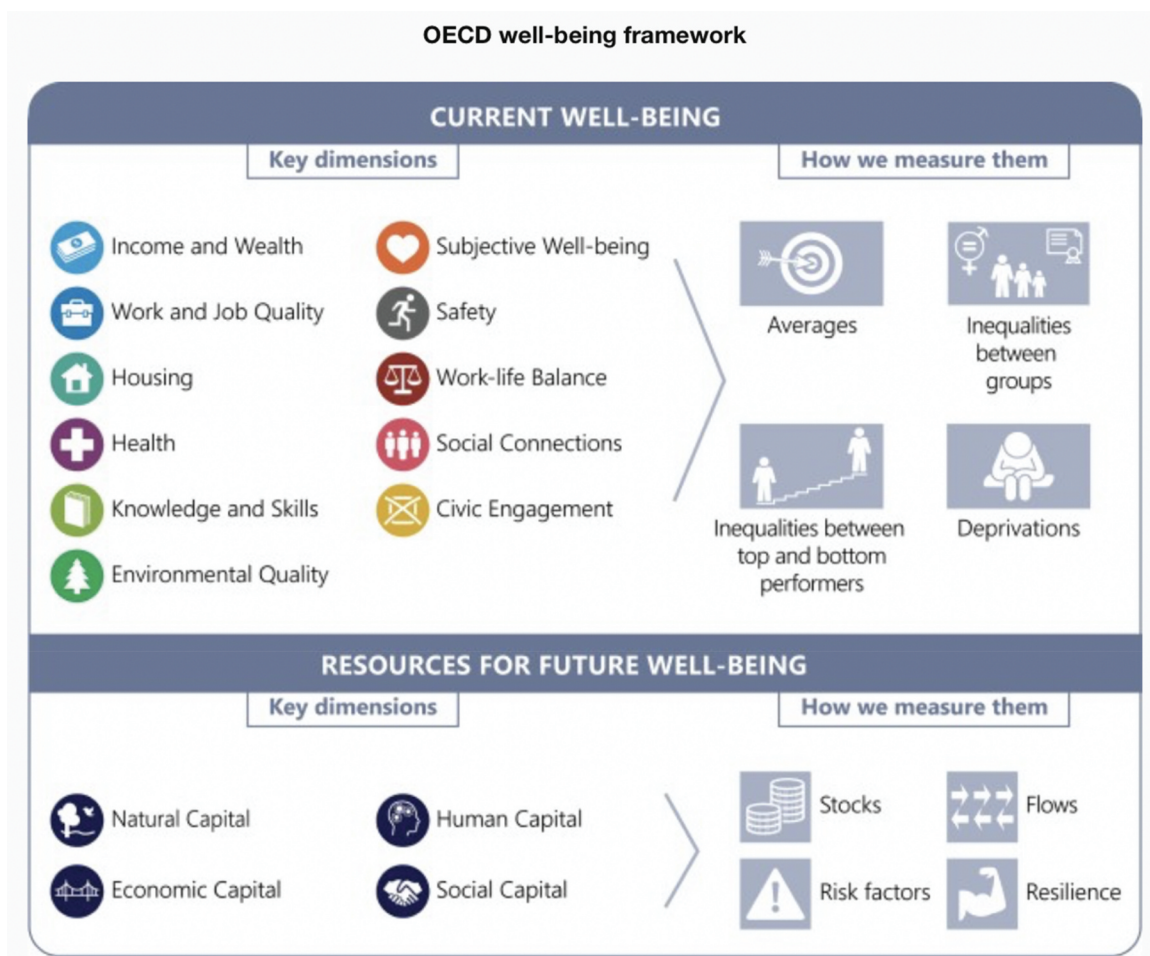 OECD well-being framework
CURRENT WELL-BEING
Key dimensions
Income and Wealth
Work and Job Quality
Housing
Health
Knowledge and Skills
Environmental Quality
Subjective Well-being
Safety
Work-life Balance
Social Connections
Civic Engagement
How we measure them
Averages
Inequalities
between
groups
Inequalities between
top and bottom
performers
Deprivations
RESOURCES FOR FUTURE WELL-BEING
Key dimensions
Natural Capital
Economic Capital
Human Capital
Social Capital
How we measure them
Stocks
Flows
Risk factors
Resilience